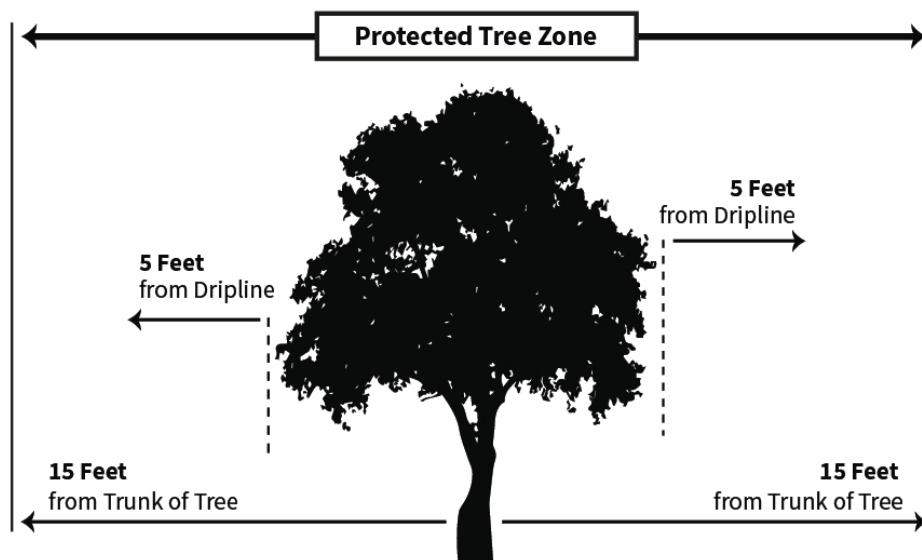 Protected Tree Zone
5 Feet
from Dripline
5 Feet
from Dripline
15 Feet
from Trunk of Tree
15 Feet
from Trunk of Tree